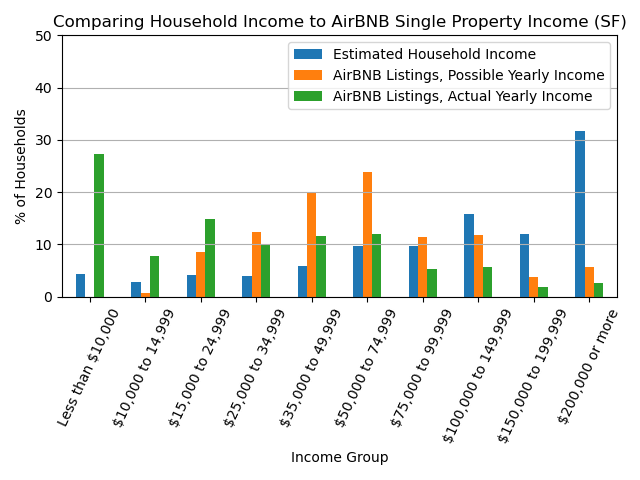 Comparing Household Income to AirBNB Single Property Income (SF)
50
40
30
20
10
0
% of Households
Estimated Household Income
AirBNB Listings, Possible Yearly Income
AirBNB Listings, Actual Yearly Income
Less than $10,000
$10,000 to 14,999
$15,000 to 24,999
$25,000 to 34,999
$35,000 to 49,999
$50,000 to 74,999
$75,000 to 99,999
$100,000 to 149,999
$150,000 to 199,999
$200,000 or more
Income Group